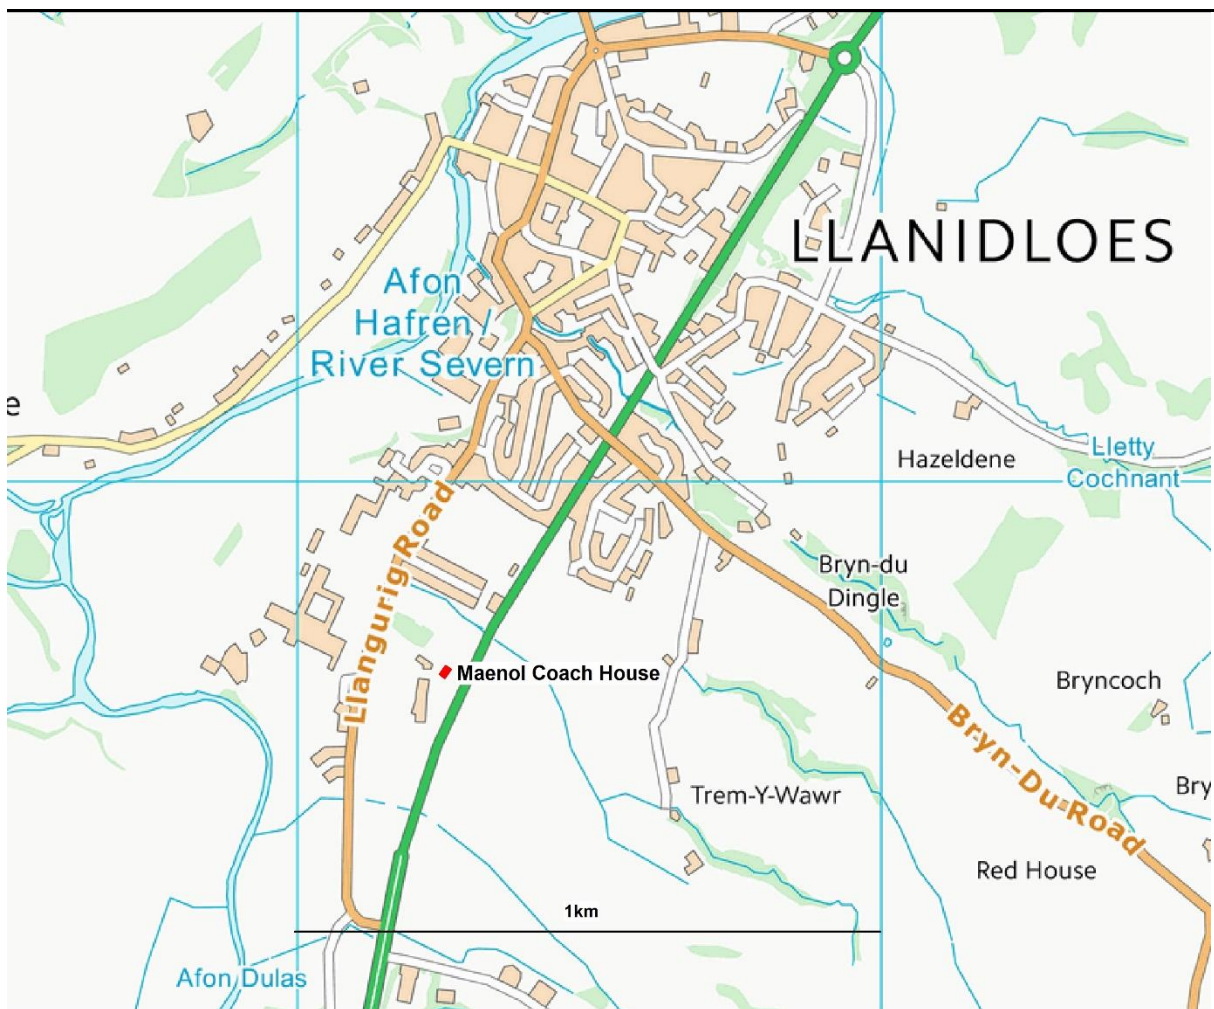 LLANIDLOES
Afon
Hafren /
River Severn
e
Hazeldene
Lletty
Cochnant
Llangurig Road
Bryn-du
Dingle
Maenol Coach House
Bryncoch
Bryn-Du-Road
Bry
Trem-Y-Wawr
Red House
1km
Afon Dulas